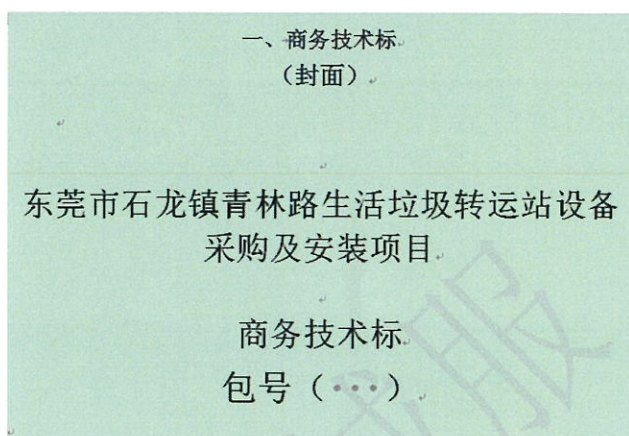 一、商务技术标
（封面）
东莞市石龙镇青林路生活垃圾转运站设备
采购及安装项目
商务技术标
包号（•••）